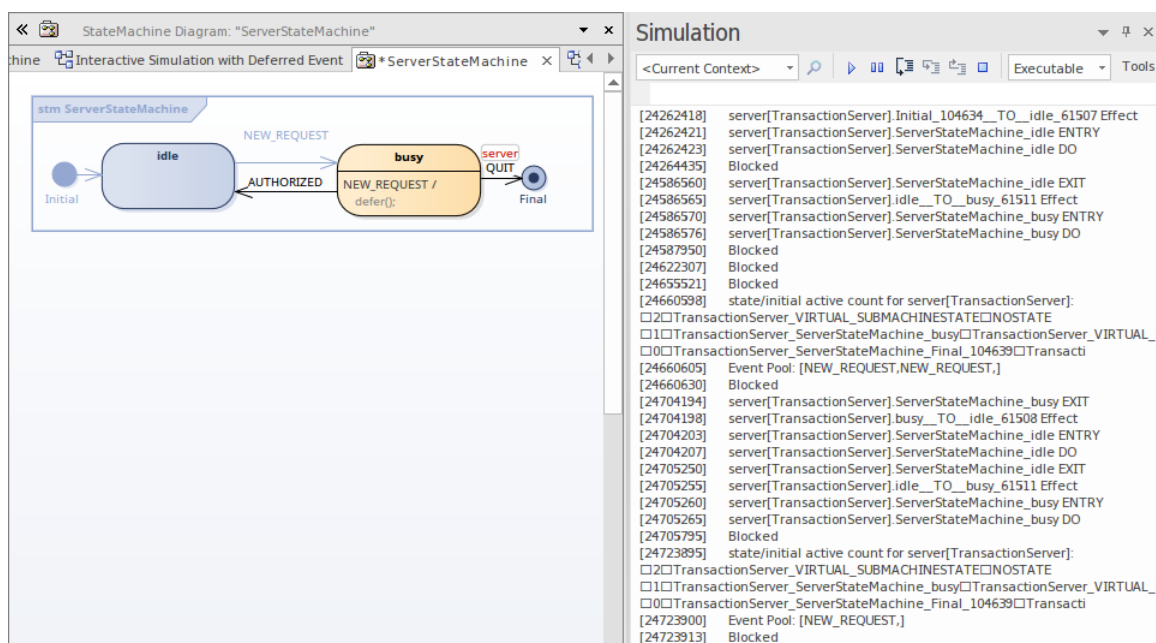 StateMachine Diagram: "ServerStateMachine"
hine
Interactive Simulation with Deferred Event
*ServerStateMachine
stm ServerStateMachine
NEW_REQUEST
idle
busy
server
QUIT
AUTHORIZED
NEW_REQUEST /
defer();
Initial
Final
Simulation
<Current Context>
Executable
Tools
[24262418] server[TransactionServer].Initial_104634__TO__idle_61507 Effect
[24262421] server[TransactionServer].ServerStateMachine_idle ENTRY
[24262423] server[TransactionServer].ServerStateMachine_idle DO
[24264435] Blocked
[24586560] server[TransactionServer].ServerStateMachine_idle EXIT
[24586565] server[TransactionServer].idle__TO__busy_61511 Effect
[24586570] server[TransactionServer].ServerStateMachine_busy ENTRY
[24586576] server[TransactionServer].ServerStateMachine_busy DO
[24587950] Blocked
[24622307] Blocked
[24655521] Blocked
[24660598] state/initial active count for server[TransactionServer]:
□2□TransactionServer_VIRTUAL_SUBMACHINESTATE□NOSTATE
□1□TransactionServer_ServerStateMachine_busy□TransactionServer_VIRTUAL_
□0□TransactionServer_ServerStateMachine_Final_104639□Transacti
[24660605] Event Pool: [NEW_REQUEST,NEW_REQUEST,]
[24660630] Blocked
[24704194] server[TransactionServer].ServerStateMachine_busy EXIT
[24704198] server[TransactionServer].busy__TO__idle_61508 Effect
[24704203] server[TransactionServer].ServerStateMachine_idle ENTRY
[24704207] server[TransactionServer].ServerStateMachine_idle DO
[24705250] server[TransactionServer].ServerStateMachine_idle EXIT
[24705255] server[TransactionServer].idle__TO__busy_61511 Effect
[24705260] server[TransactionServer].ServerStateMachine_busy ENTRY
[24705265] server[TransactionServer].ServerStateMachine_busy DO
[24705795] Blocked
[24723895] state/initial active count for server[TransactionServer]:
□2□TransactionServer_VIRTUAL_SUBMACHINESTATE□NOSTATE
□1□TransactionServer_ServerStateMachine_busy□TransactionServer_VIRTUAL_
□0□TransactionServer_ServerStateMachine_Final_104639□Transacti
[24723900] Event Pool: [NEW_REQUEST,]
[24723913] Blocked